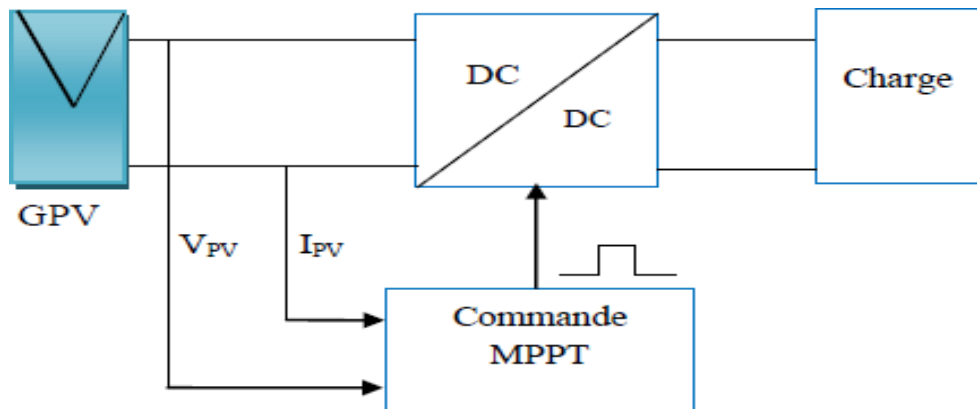 DC
DC
Charge
GPV
VPV
IPV
Commande
MPPT